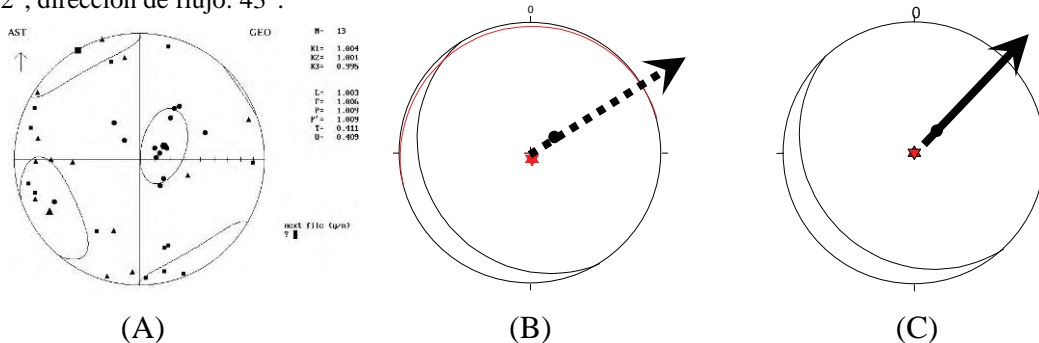 2°, dirección de flujo: 45°.
AST
GEO
N- 13
K1= 1.004
K2= 1.001
K3= 0.995
L- 1.003
F- 1.006
P- 1.009
P'- 1.009
T- 0.411
U- 0.409
next file (y/n)
?
0
0
(A)
(B)
(C)